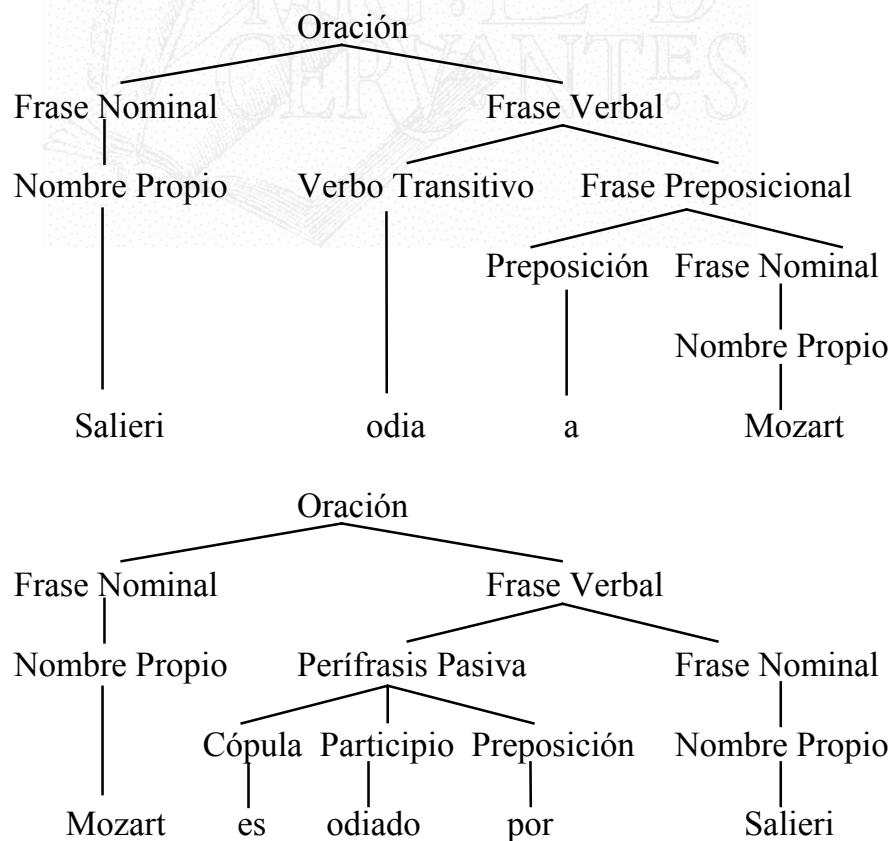 CERVANTES
Oración
Frase Nominal Frase Verbal
Nombre Propio Verbo Transitivo Frase Preposicional
Preposición Frase Nominal
Nombre Propio
Salieri odia a Mozart
Oración
Frase Nominal Frase Verbal
Nombre Propio Perífrasis Pasiva Frase Nominal
Cópula Participio Preposición Nombre Propio
Mozart es odiado por Salieri